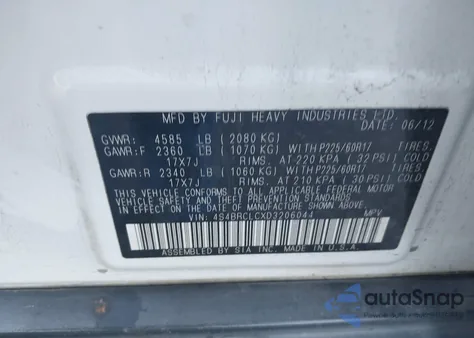 MFD BY FUJI HEAVY INDUSTRIES LTD.
DATE: 06/12
GVWR: 4585 LB (2080 KG)
GAWR:F 2360 LB (1070 KG) WITH P225/60R17 TIRES.
17X7J RIMS. AT 220 KPA (32 PSI) COLD
GAWR:R 2340 LB (1060 KG) WITH P225/60R17 TIRES.
17X7J RIMS. AT 210 KPA (30 PSI) COLD
THIS VEHICLE CONFORMS TO ALL APPLICABLE FEDERAL MOTOR
VEHICLE SAFETY AND THEFT PREVENTION STANDARDS
IN EFFECT ON THE DATE OF MANUFACTURE SHOWN ABOVE.
VIN: 4S4BRCLCXD3206044 MPV
ASSEMBLED BY SIA INC. MADE IN U.S.A.
autoSnap
POWERED BY